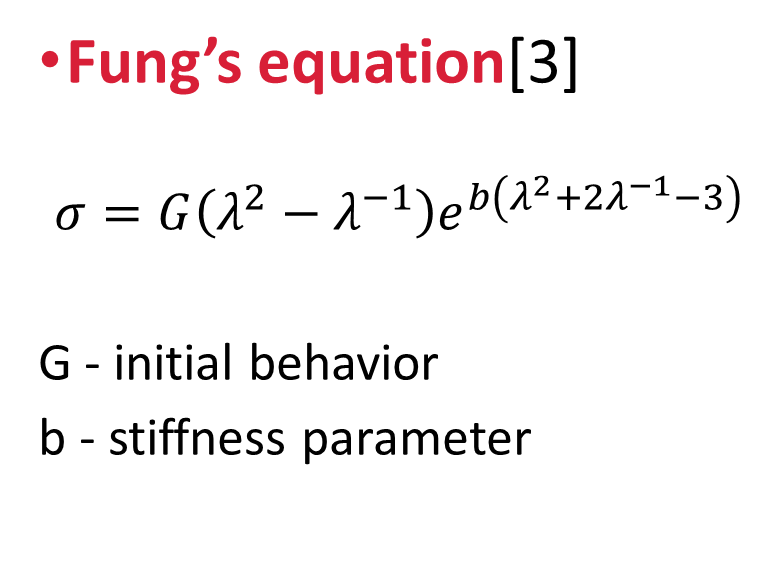 •Fung’s equation[3]
σ = G(λ² − λ⁻¹)e^{b(λ²+2λ⁻¹−3)}
G - initial behavior
b - stiffness parameter